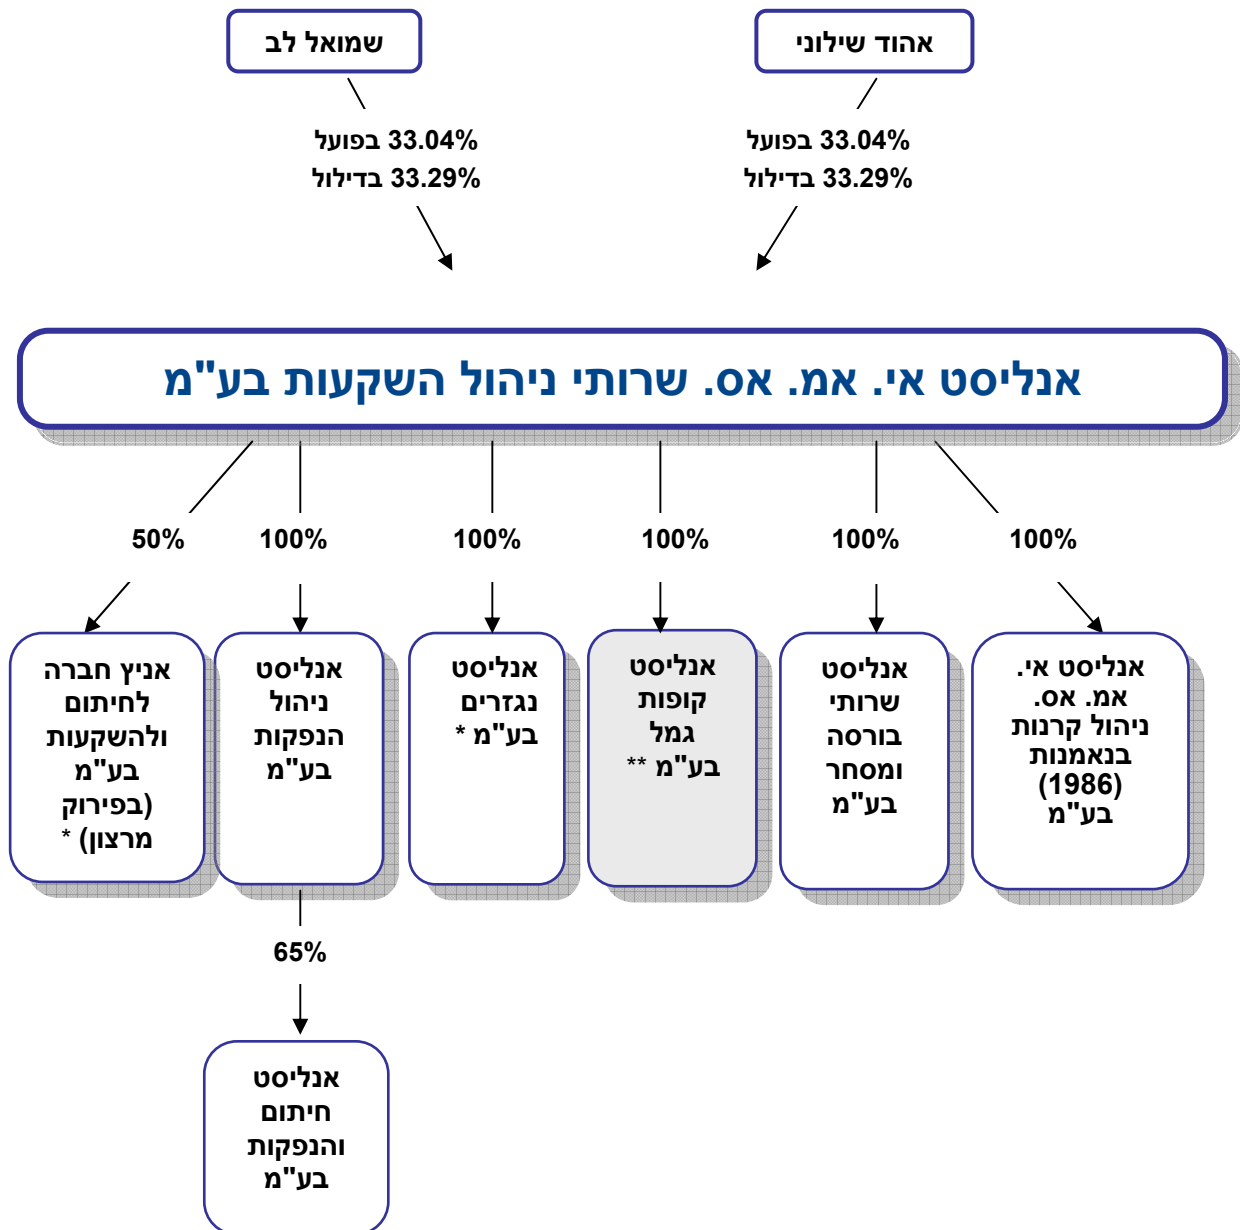 אהוד שילוני
שמואל לב
33.04% בפועל
33.29% בדילול
33.04% בפועל
33.29% בדילול
אנליסט אי. אמ. אס. שרותי ניהול השקעות בע"מ
100%
100%
100%
100%
100%
50%
אנליסט אי.
אמ. אס.
ניהול קרנות
בנאמנות
(1986)
בע"מ
אנליסט
שרותי
בורסה
ומסחר
בע"מ
אנליסט
קופות
גמל
בע"מ **
אנליסט
נגזרים
בע"מ *
אנליסט
ניהול
הנפקות
בע"מ
אניץ חברה
לחיתום
ולהשקעות
בע"מ
(בפירוק
מרצון) *
65%
אנליסט
חיתום
והנפקות
בע"מ